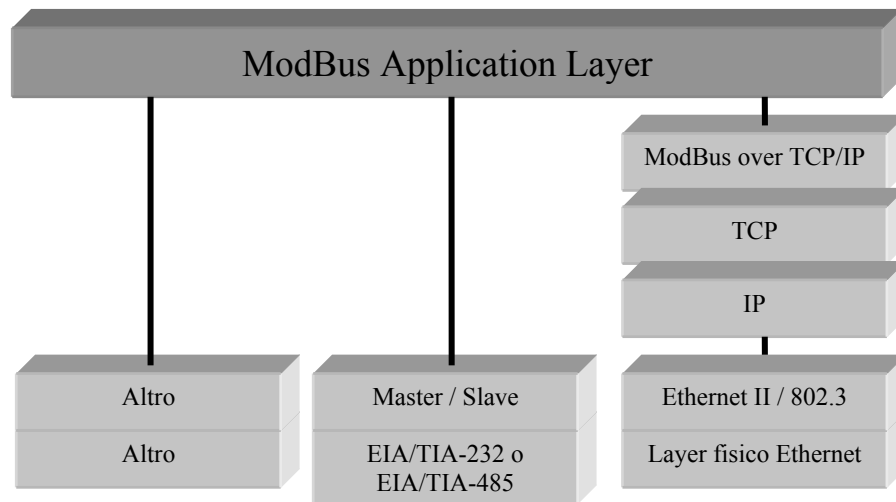 ModBus Application Layer
ModBus over TCP/IP
TCP
IP
Altro
Master / Slave
Ethernet II / 802.3
Altro
EIA/TIA-232 o
EIA/TIA-485
Layer fisico Ethernet